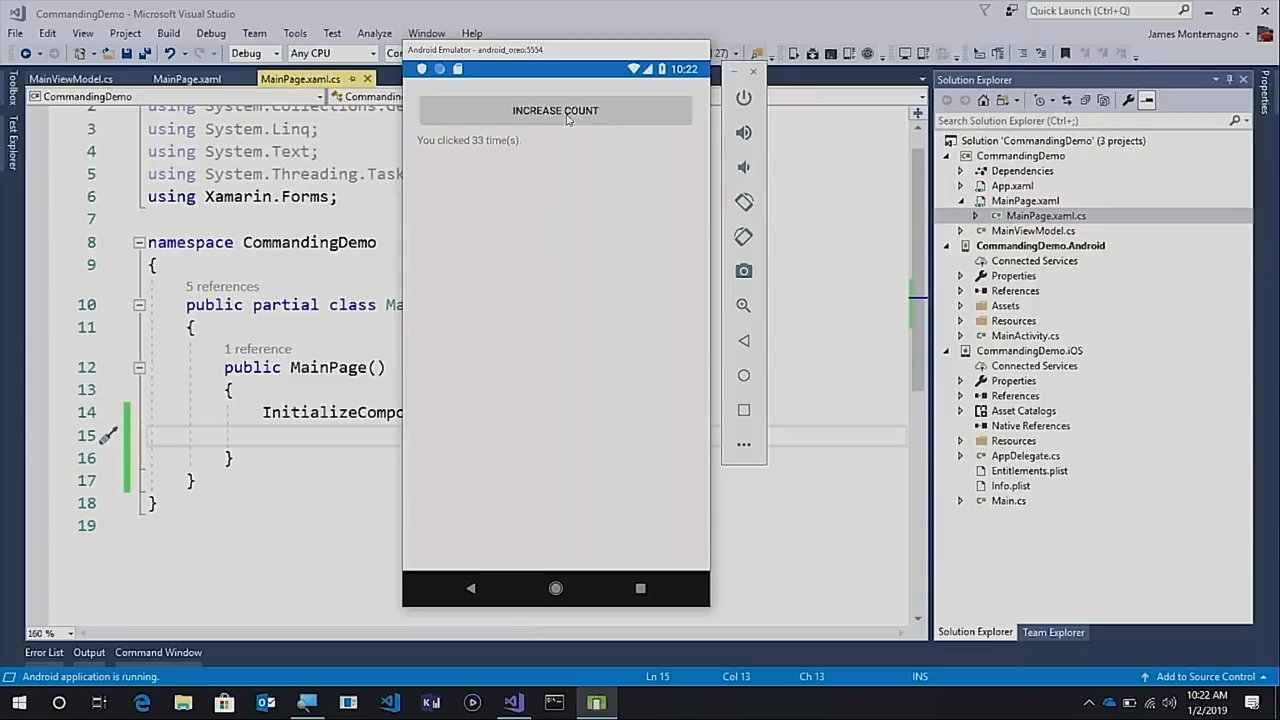 CommandingDemo - Microsoft Visual Studio
Quick Launch (Ctrl+Q)
File Edit View Project Build Debug Team Tools Test Analyze Window Help
James Montemagno
Debug Any CPU
Android Emulator - android_oreo:5554
10:22
INCREASE COUNT
You clicked 33 time(s).
Toolbox
Test Explorer
MainViewModel.cs MainPage.xaml MainPage.xaml.cs
CommandingDemo
2
3 using System.Linq;
4 using System.Text;
5 using System.Threading.Task
6 using Xamarin.Forms;
7
8 namespace CommandingDemo
9 {
5 references
10 public partial class Ma
11 {
1 reference
12 public MainPage()
13 {
14 InitializeCompo
15
16 }
17 }
18 }
19
160 %
Solution Explorer
Search Solution Explorer (Ctrl+;)
Solution 'CommandingDemo' (3 projects)
CommandingDemo
Dependencies
App.xaml
MainPage.xaml
MainPage.xaml.cs
MainViewModel.cs
CommandingDemo.Android
Connected Services
Properties
References
Assets
Resources
MainActivity.cs
CommandingDemo.iOS
Connected Services
Properties
References
Asset Catalogs
Native References
Resources
AppDelegate.cs
Entitlements.plist
Info.plist
Main.cs
Solution Explorer Team Explorer
Error List Output Command Window
Android application is running.
Ln 15 Col 13 Ch 13 INS
Add to Source Control
10:22 AM
1/2/2019